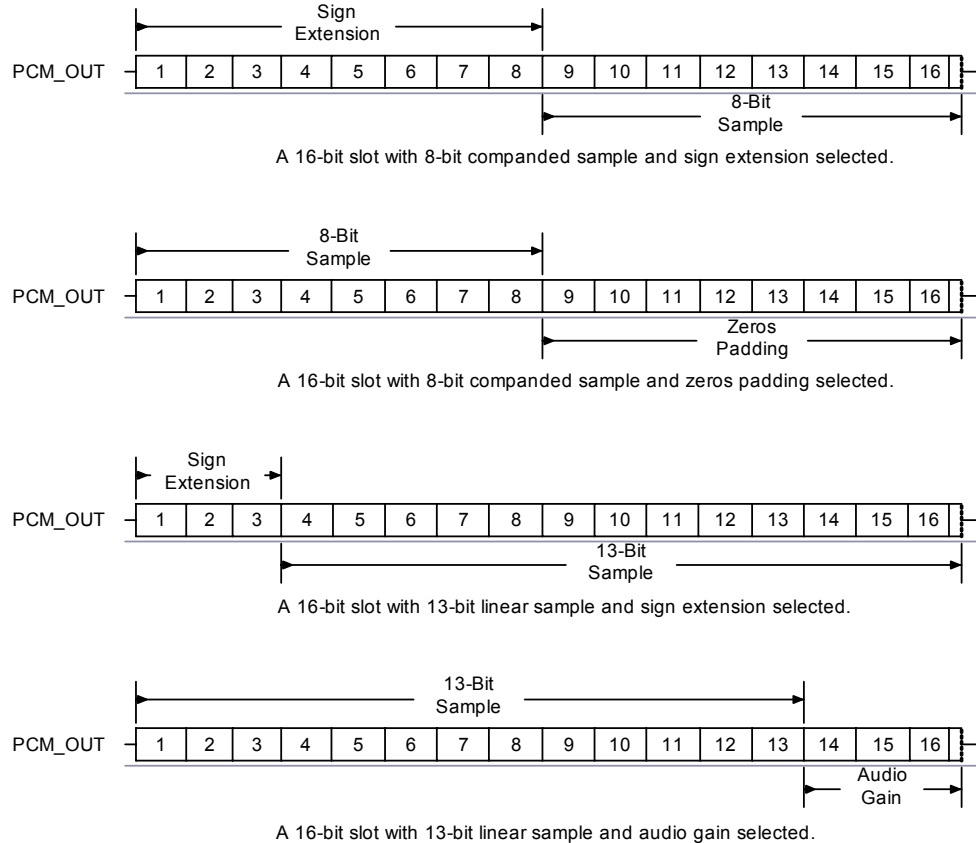 Sign
Extension
PCM_OUT 1 2 3 4 5 6 7 8 9 10 11 12 13 14 15 16
8-Bit
Sample
A 16-bit slot with 8-bit companded sample and sign extension selected.
8-Bit
Sample
PCM_OUT 1 2 3 4 5 6 7 8 9 10 11 12 13 14 15 16
Zeros
Padding
A 16-bit slot with 8-bit companded sample and zeros padding selected.
Sign
Extension
PCM_OUT 1 2 3 4 5 6 7 8 9 10 11 12 13 14 15 16
13-Bit
Sample
A 16-bit slot with 13-bit linear sample and sign extension selected.
13-Bit
Sample
PCM_OUT 1 2 3 4 5 6 7 8 9 10 11 12 13 14 15 16
Audio
Gain
A 16-bit slot with 13-bit linear sample and audio gain selected.